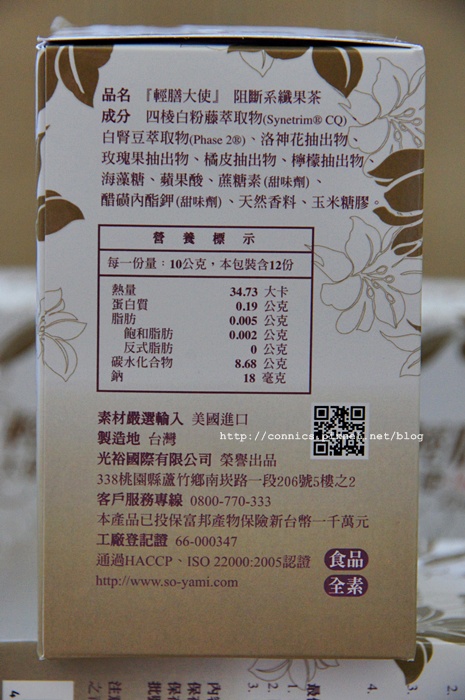 品名 『輕膳大使』 阻斷系纖果茶
成分 四稜白粉藤萃取物(Synetrim® CQ)、
白腎豆萃取物(Phase 2®)、洛神花抽出物、
玫瑰果抽出物、橘皮抽出物、檸檬抽出物、
海藻糖、蘋果酸、蔗糖素(甜味劑)、
醋磺內酯鉀(甜味劑)、天然香料、玉米糖膠。
營養標示
每一份量：10公克，本包裝含12份
熱量 34.73 大卡
蛋白質 0.19 公克
脂肪 0.005 公克
飽和脂肪 0.002 公克
反式脂肪 0 公克
碳水化合物 8.68 公克
鈉 18 毫克
素材嚴選輸入 美國進口
製造地 台灣
http://connics.pixnet.net/blog
光裕國際有限公司 榮譽出品
338桃園縣蘆竹鄉南崁路一段206號5樓之2
客戶服務專線 0800-770-333
本產品已投保富邦產物保險新台幣一千萬元
工廠登記證 66-000347
通過HACCP、ISO 22000:2005認證
食品
http://www.so-yami.com
全素